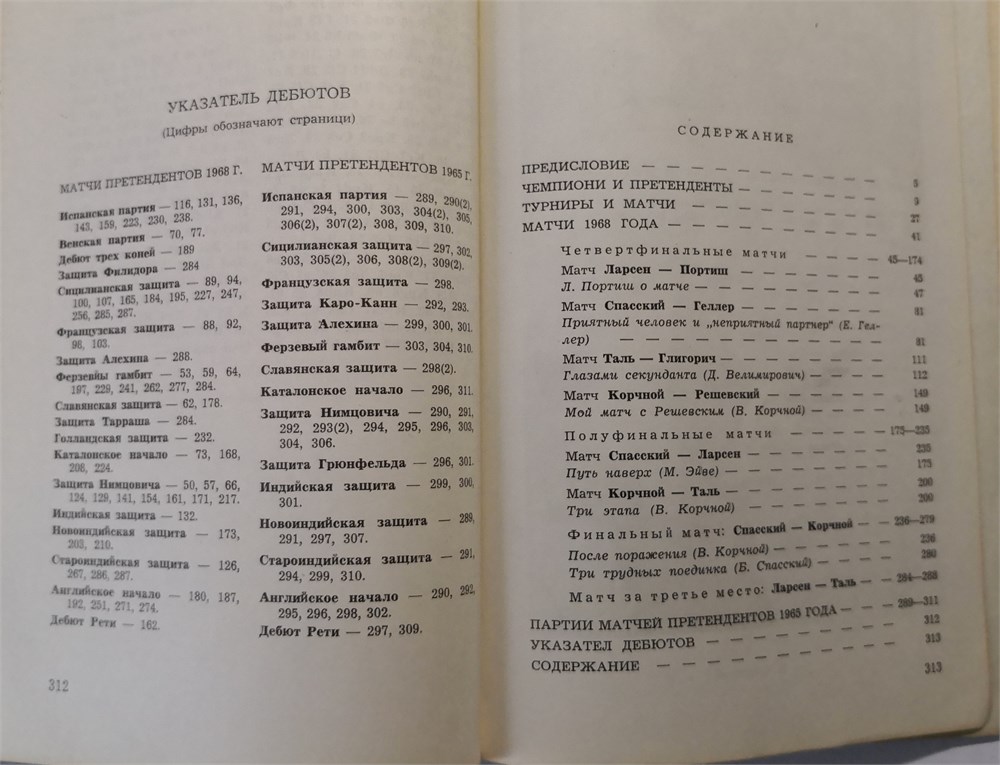 УКАЗАТЕЛЬ ДЕБЮТОВ
(Цифры обозначают страници)
МАТЧИ ПРЕТЕНДЕНТОВ 1968 Г.
Испанская партия — 116, 131, 136,
143, 159, 223, 230, 238.
Венская партия — 70, 77.
Дебют трех коней — 189
Защита Филидора — 284
Сицилианская защита — 89, 94,
100, 107, 165, 184, 195, 227, 247,
256, 285, 287.
Французская защита — 88, 92,
98, 103.
Защита Алехина — 288.
Ферзевйы гамбит — 53, 59, 64,
197, 229, 241, 262, 277, 284.
Славянская защита — 62, 178.
Защита Тарраша — 284.
Голландская защита — 232.
Каталонское начало — 73, 168,
208, 224.
Защита Нимцовича — 50, 57, 66,
124, 129, 141, 154, 161, 171, 217.
Индийская защита — 132.
Новоиндийская защита — 173,
203, 210.
Староиндийская защита — 126,
267, 286, 287.
Английское начало — 180, 187,
192, 251, 271, 274.
Дебют Рети — 162.
312
МАТЧИ ПРЕТЕНДЕНТОВ 1965 Г.
Испанская партия — 289, 290(2),
291, 294, 300, 303, 304(2), 305,
306(2), 307(2), 308, 309, 310.
Сицилианская защита — 297, 302,
303, 305(2), 306, 308(2), 309(2).
Французская защита — 298.
Защита Каро-Канн — 292, 293.
Защита Алехина — 299, 300, 301.
Ферзевый гамбит — 303, 304, 310.
Славянская защита — 298(2).
Каталонское начало — 296, 311.
Защита Нимцовича — 290, 291,
292, 293(2), 294, 295, 296, 303,
304, 306.
Защита Грюнфельда — 296, 301.
Индийская защита — 299, 300,
301.
Новоиндийская защита — 289,
291, 297, 307.
Староиндийская защита — 291,
294, 299, 310.
Английское начало — 290, 292,
295, 296, 298, 302.
Дебют Рети — 297, 309.
СОДЕРЖАНИЕ
ПРЕДИСЛОВИЕ — — — — — — — 5
ЧЕМПИОНИ И ПРЕТЕНДЕНТЫ — — — — — 9
ТУРНИРЫ И МАТЧИ — — — — — — 27
МАТЧИ 1968 ГОДА — — — — — — — 41
Четвертфинальные матчи — — — — 45—174
Матч Ларсен — Портиш — — — — — 45
Л. Портиш о матче — — — — — — 47
Матч Спасский — Геллер — — — — — 81
Приятный человек и „неприятный партнер" (Е. Гел-
лер) — — — — — — — — 81
Матч Таль — Глигорич — — — — — 111
Глазами секунданта (Д. Велимирович) — — — 112
Матч Корчной — Решевский — — — — 149
Мой матч с Решевским (В. Корчной) — — — 149
Полуфинальные матчи — — — — 175—235
Матч Спасский — Ларсен — — — — — 235
Путь наверх (М. Эйве) — — — — — 175
Матч Корчной — Таль — — — — — 200
Три этапа (В. Корчной) — — — — — 200
Финальный матч: Спасский — Корчной — — 236—279
После поражения (В. Корчной) — — — — 236
Три трудных поединка (Б. Спасский) — — — 280
Матч за третье место: Ларсен — Таль — — 284—288
ПАРТИИ МАТЧЕЙ ПРЕТЕНДЕНТОВ 1965 ГОДА — — 289—311
УКАЗАТЕЛ ДЕБЮТОВ — — — — — — 312
СОДЕРЖАНИЕ — — — — — — — 313
313